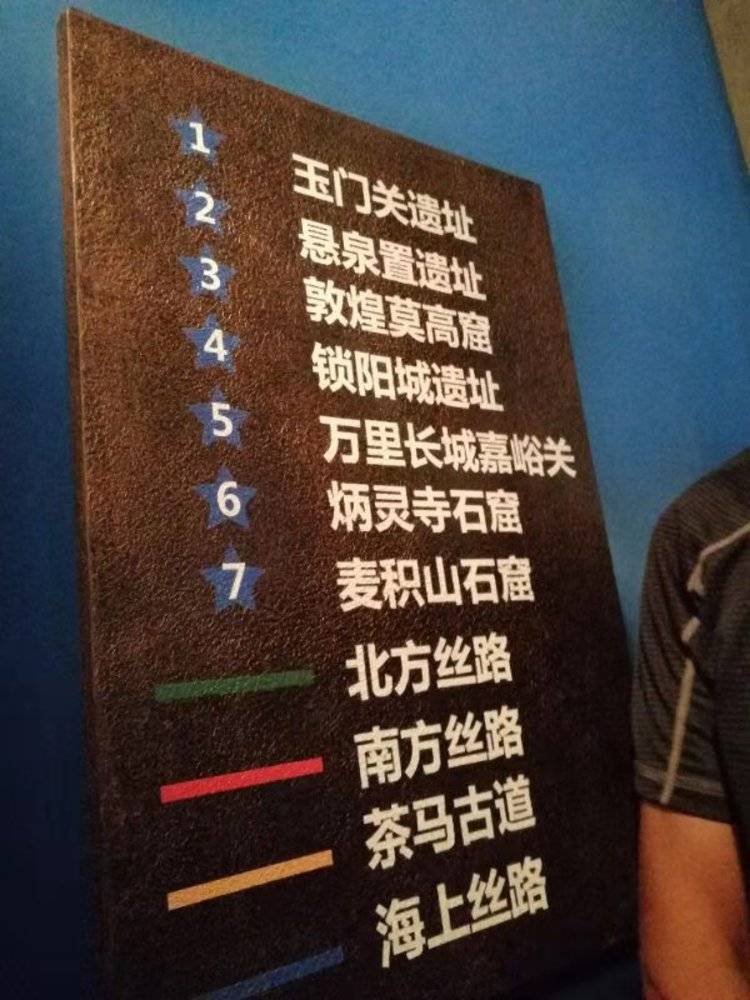 1 玉门关遗址
2 悬泉置遗址
3 敦煌莫高窟
4 锁阳城遗址
5 万里长城嘉峪关
6 炳灵寺石窟
7 麦积山石窟
北方丝路
南方丝路
茶马古道
海上丝路